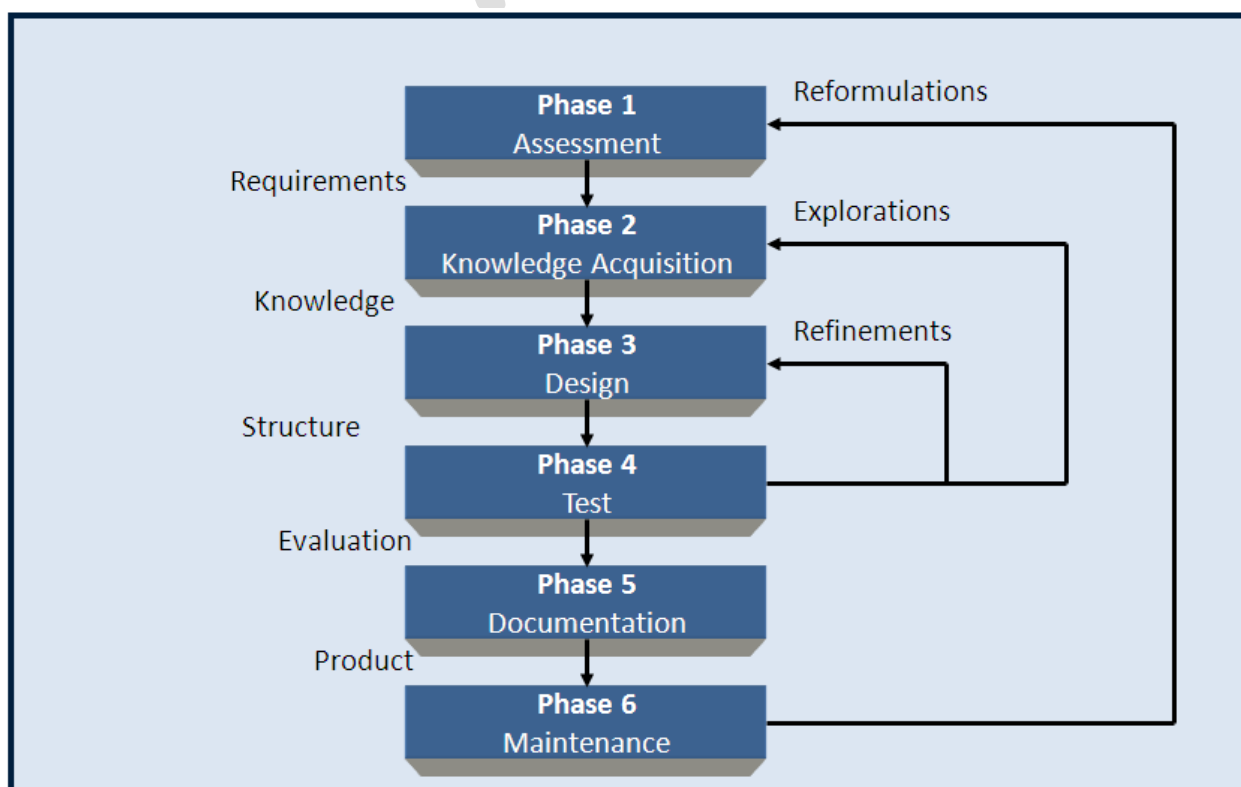 Phase 1
Assessment
Reformulations
Requirements
Phase 2
Knowledge Acquisition
Explorations
Knowledge
Phase 3
Design
Refinements
Structure
Phase 4
Test
Evaluation
Phase 5
Documentation
Product
Phase 6
Maintenance